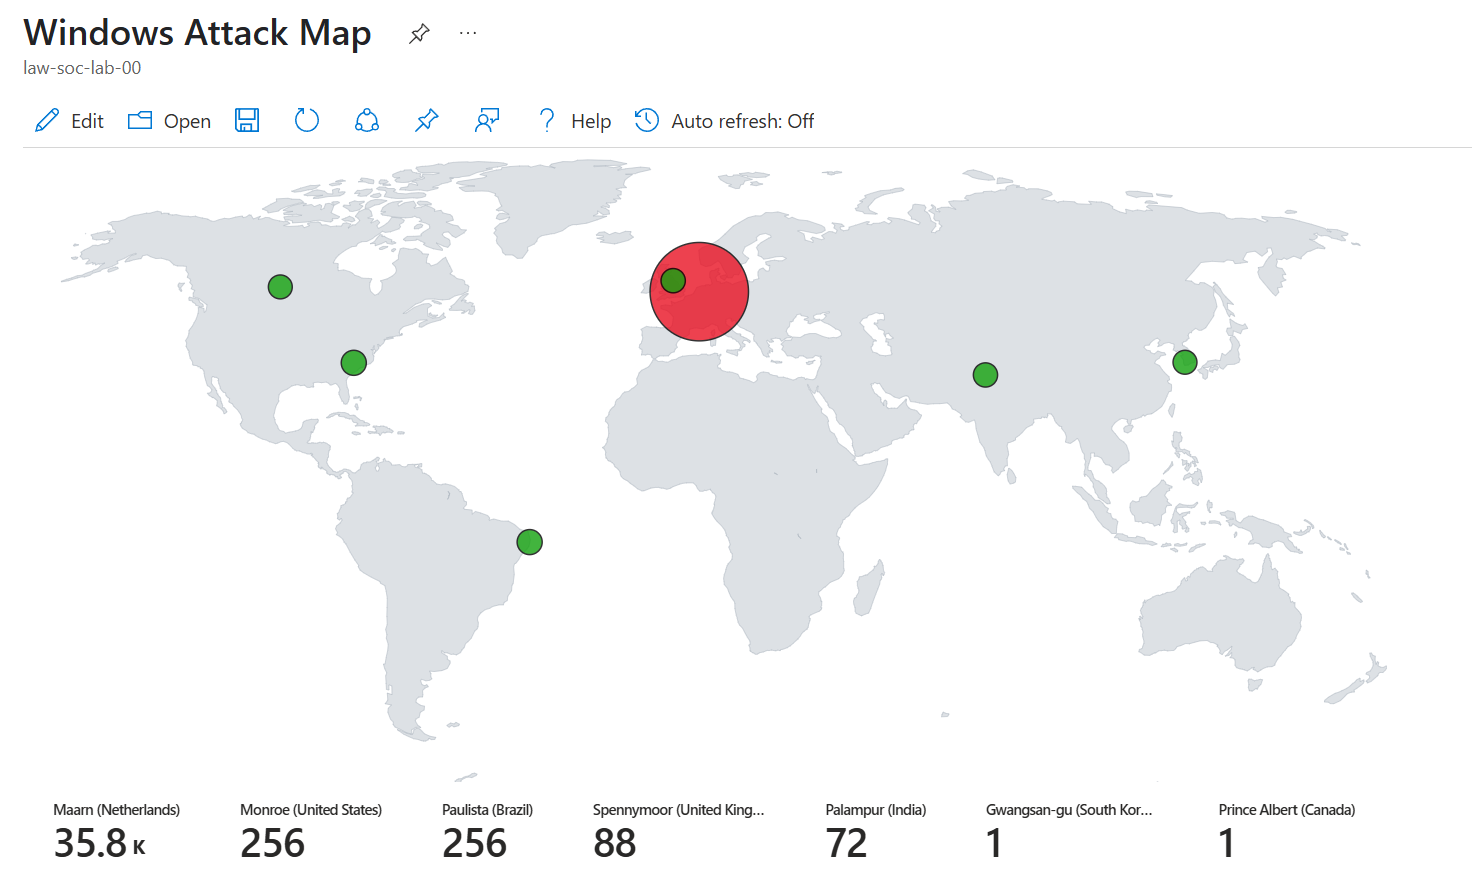 Windows Attack Map ...
law-soc-lab-00
Edit Open Help Auto refresh: Off
Maarn (Netherlands) Monroe (United States) Paulista (Brazil) Spennymoor (United King... Palampur (India) Gwangsan-gu (South Kor... Prince Albert (Canada)
35.8 K 256 256 88 72 1 1